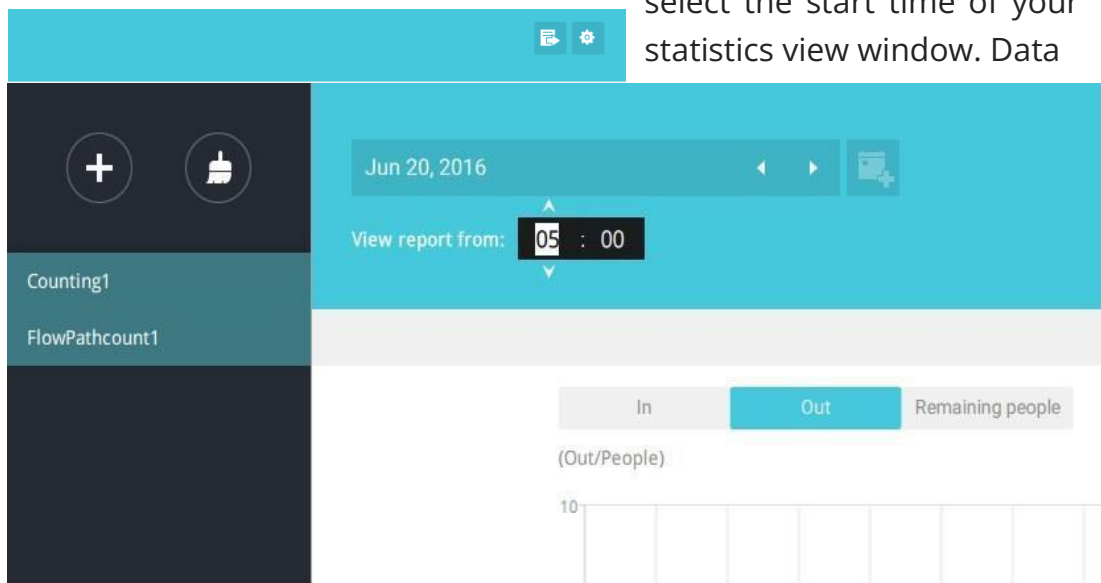 select the start time of your
statistics view window. Data
Jun 20, 2016
View report from: 05 : 00
Counting1
FlowPathcount1
In Out Remaining people
(Out/People)
10